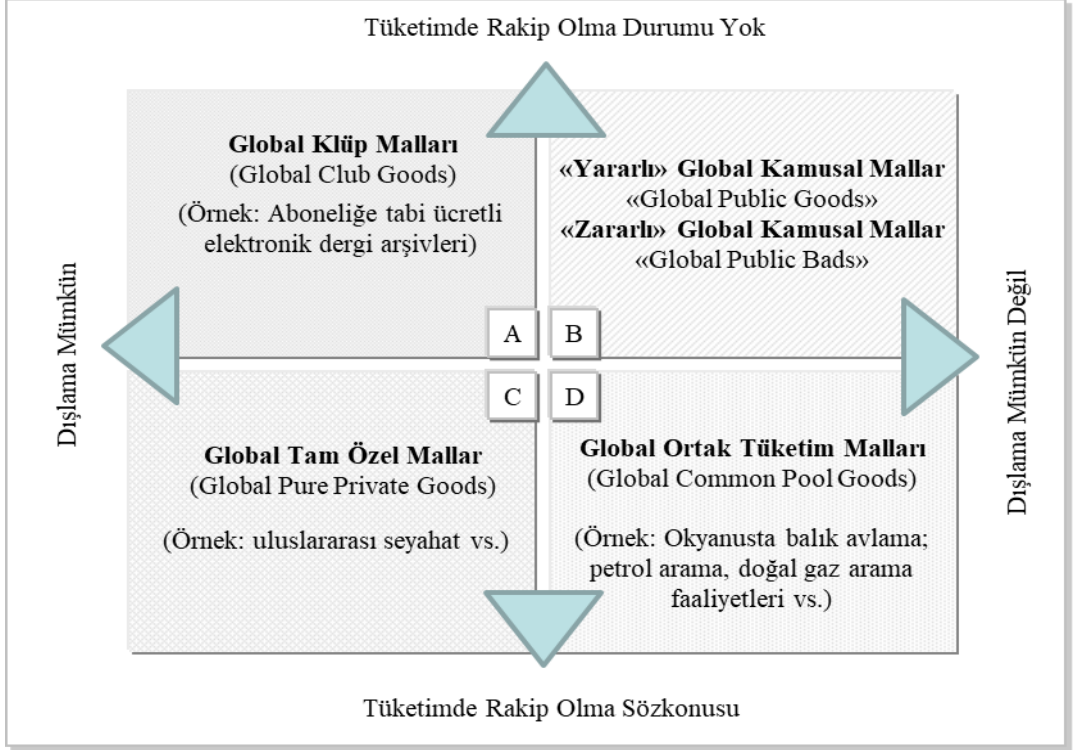 Tüketimde Rakip Olma Durumu Yok
Global Klüp Malları
(Global Club Goods)
(Örnek: Aboneliğe tabi ücretli
elektronik dergi arşivleri)
«Yararlı» Global Kamusal Mallar
«Global Public Goods»
«Zararlı» Global Kamusal Mallar
«Global Public Bads»
Dışlama Mümkün
Dışlama Mümkün Değil
A
B
C
D
Global Tam Özel Mallar
(Global Pure Private Goods)
(Örnek: uluslararası seyahat vs.)
Global Ortak Tüketim Malları
(Global Common Pool Goods)
(Örnek: Okyanusta balık avlama;
petrol arama, doğal gaz arama
faaliyetleri vs.)
Tüketimde Rakip Olma Sözkonusu